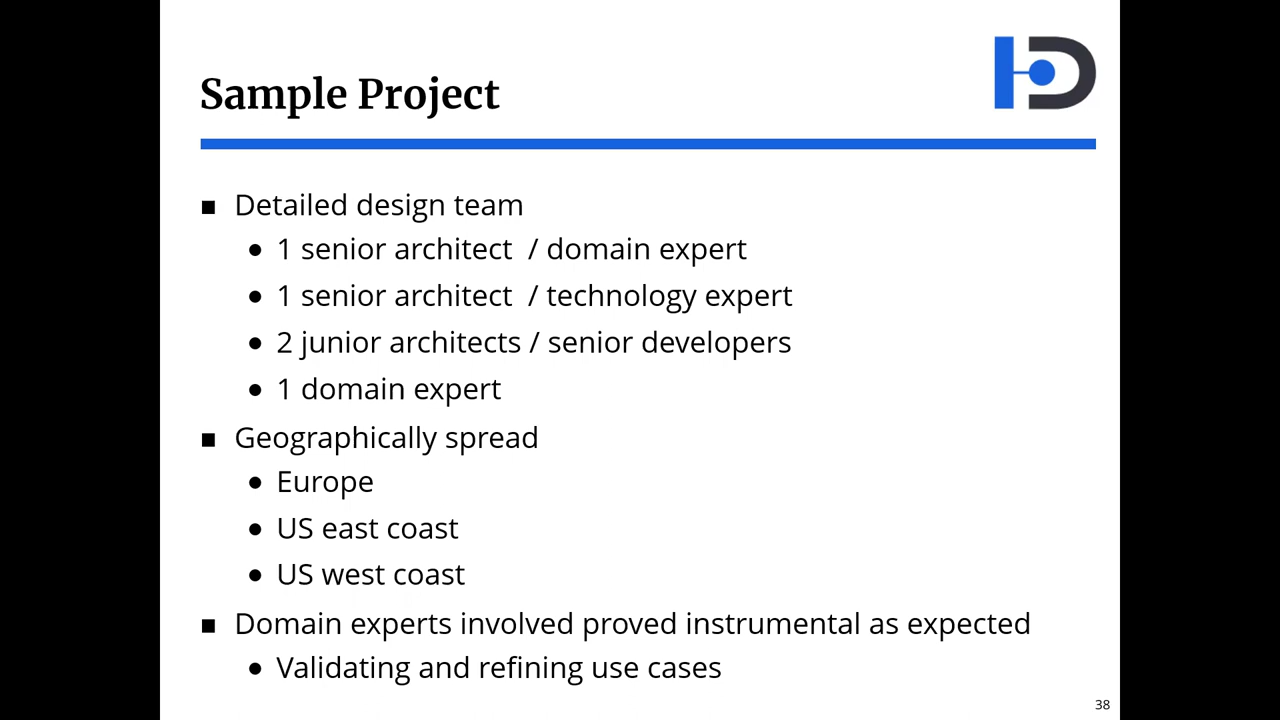 Sample Project
■ Detailed design team
● 1 senior architect / domain expert
● 1 senior architect / technology expert
● 2 junior architects / senior developers
● 1 domain expert
■ Geographically spread
● Europe
● US east coast
● US west coast
■ Domain experts involved proved instrumental as expected
● Validating and refining use cases
38